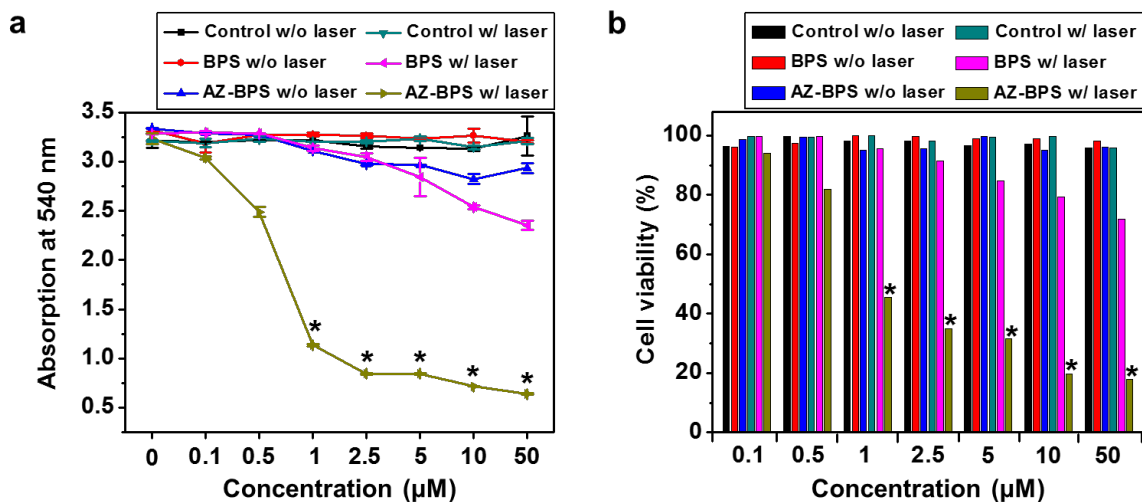 a
Control w/o laser Control w/ laser
BPS w/o laser BPS w/ laser
AZ-BPS w/o laser AZ-BPS w/ laser
3.5
3.0
2.5
2.0
1.5
1.0
0.5
Absorption at 540 nm
*
*
*
*
*
0 0.1 0.5 1 2.5 5 10 50
Concentration (µM)
b
Control w/o laser Control w/ laser
BPS w/o laser BPS w/ laser
AZ-BPS w/o laser AZ-BPS w/ laser
100
80
60
40
20
0
Cell viability (%)
*
*
*
*
*
0.1 0.5 1 2.5 5 10 50
Concentration (µM)